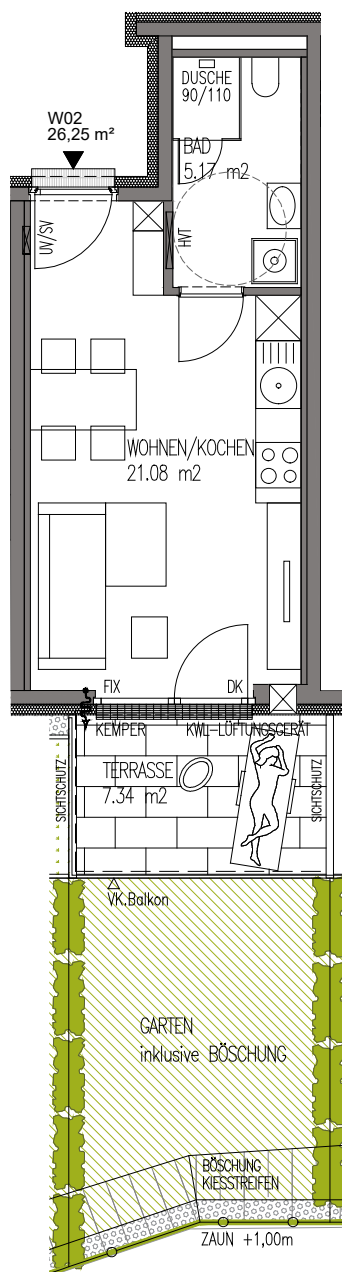 DUSCHE
90/110
W02
26,25 m²
BAD
5.17 m2
UV/SV
HVT
WOHNEN/KOCHEN
21.08 m2
FIX
DK
KEMPER
KWL-LÜFTUNGSGERÄT
SICHTSCHUTZ
TERRASSE
7.34 m2
SICHTSCHUTZ
VK.Balkon
GARTEN
inklusive BÖSCHUNG
BÖSCHUNG
KIESSTREIFEN
ZAUN +1,00m